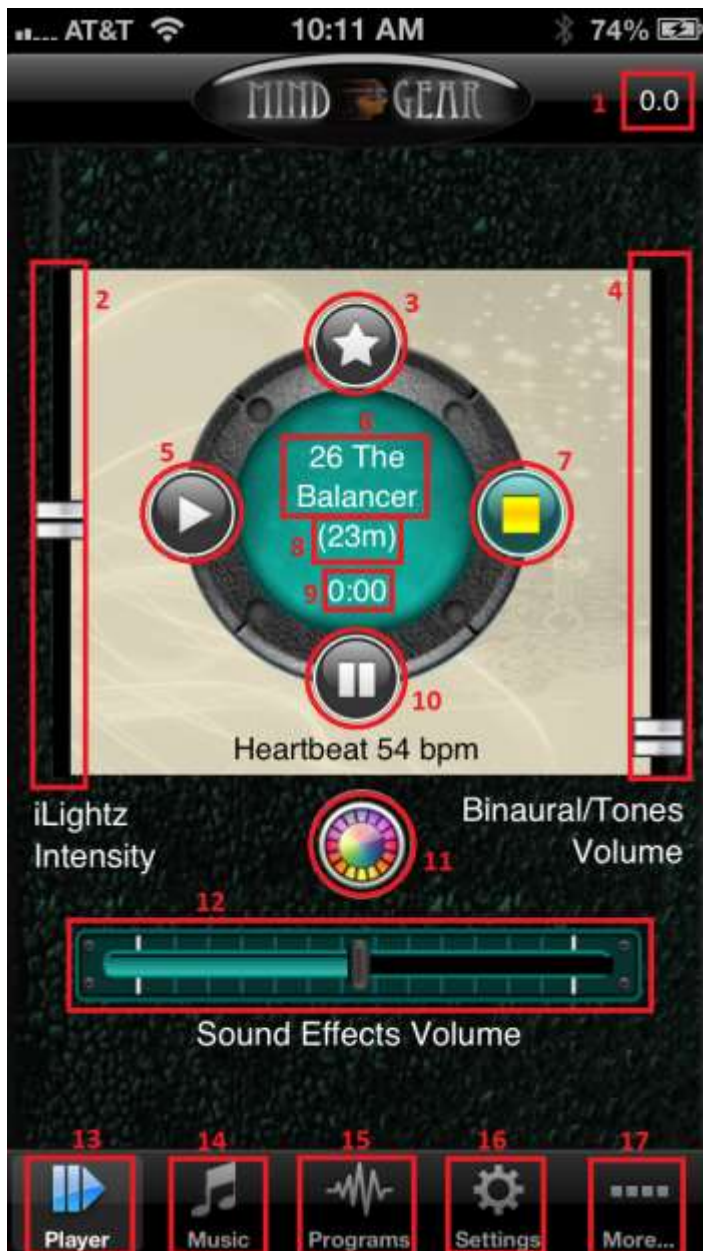 AT&T 10:11 AM 74%
MIND GEAR 1 0.0
2 3 4
6
5 26 The 7
Balancer
8 (23m)
9 0:00
10
Heartbeat 54 bpm
iLightz Binaural/Tones
Intensity 11 Volume
12
Sound Effects Volume
13 14 15 16 17
Player Music Programs Settings More...